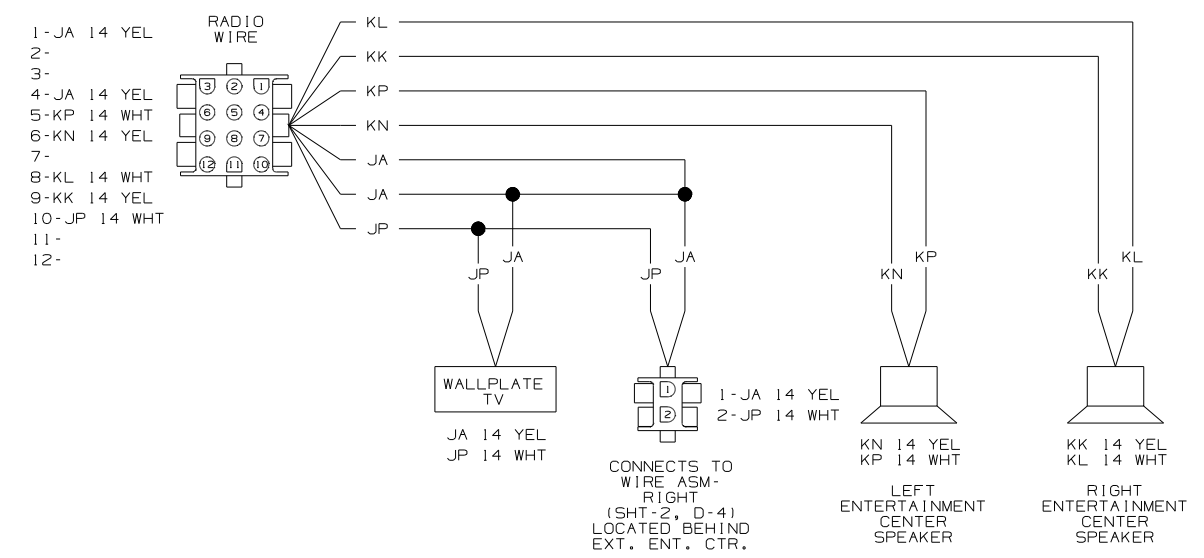 RADIO
WIRE
1-JA 14 YEL
2-
3-
4-JA 14 YEL
5-KP 14 WHT
6-KN 14 YEL
7-
8-KL 14 WHT
9-KK 14 YEL
10-JP 14 WHT
11-
12-
3 2 1
6 5 4
9 8 7
12 11 10
KL
KK
KP
KN
JA
JA
JP
JP
JA
JP
JA
KN
KP
KK
KL
WALLPLATE
TV
JA 14 YEL
JP 14 WHT
1
2
1-JA 14 YEL
2-JP 14 WHT
CONNECTS TO
WIRE ASM-
RIGHT
(SHT-2, D-4)
LOCATED BEHIND
EXT. ENT. CTR.
KN 14 YEL
KP 14 WHT
LEFT
ENTERTAINMENT
CENTER
SPEAKER
KK 14 YEL
KL 14 WHT
RIGHT
ENTERTAINMENT
CENTER
SPEAKER